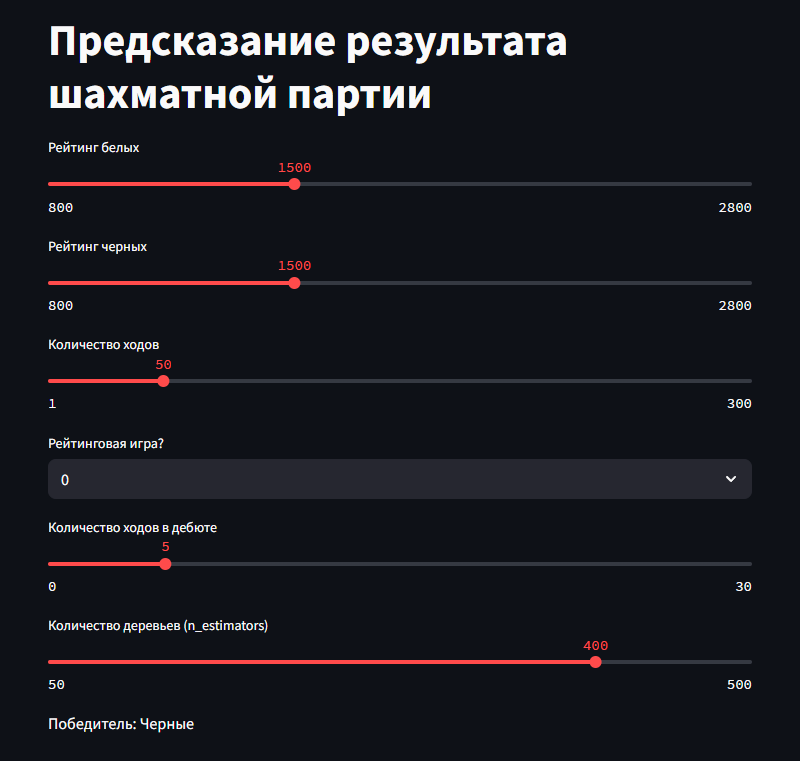 Предсказание результата
шахматной партии
Рейтинг белых
1500
800 2800
Рейтинг черных
1500
800 2800
Количество ходов
50
1 300
Рейтинговая игра?
0
Количество ходов в дебюте
5
0 30
Количество деревьев (n_estimators)
400
50 500
Победитель: Черные